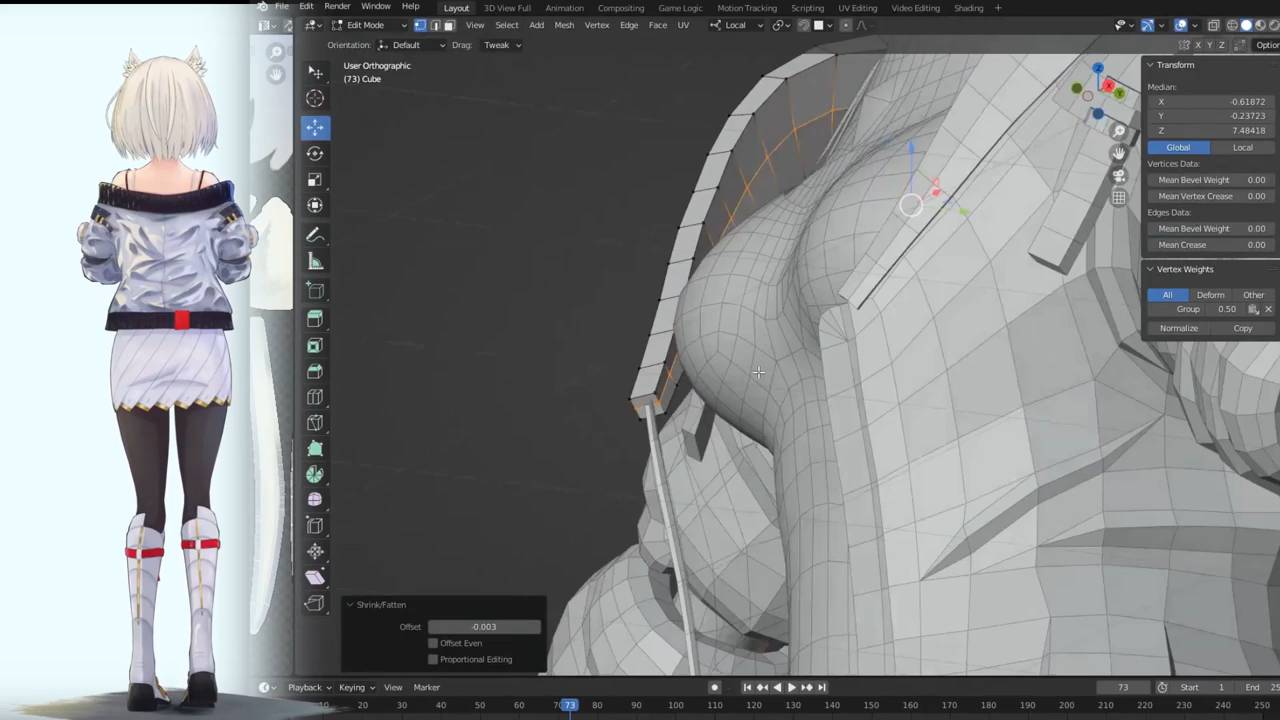 File Edit Render Window Help Layout 3D View Full Animation Compositing Game Logic Motion Tracking Scripting UV Editing Video Editing Shading +
Edit Mode View Select Add Mesh Vertex Edge Face UV Local
Orientation: Default Drag: Tweak X Y Z Optio
User Orthographic
(73) Cube
Z
X
Y
Transform
Median:
X -0.61872
Y -0.23723
Z 7.48418
Global Local
Vertices Data:
Mean Bevel Weight 0.00
Mean Vertex Crease 0.00
Edges Data:
Mean Bevel Weight 0.00
Mean Crease 0.00
Vertex Weights
All Deform Other
Group 0.50
Normalize Copy
Shrink/Fatten
Offset -0.003
Offset Even
Proportional Editing
Playback Keying View Marker 73 Start 1 End 25
10 20 30 40 50 60 73 80 90 100 110 120 130 140 150 160 170 180 190 200 210 220 230 240 250